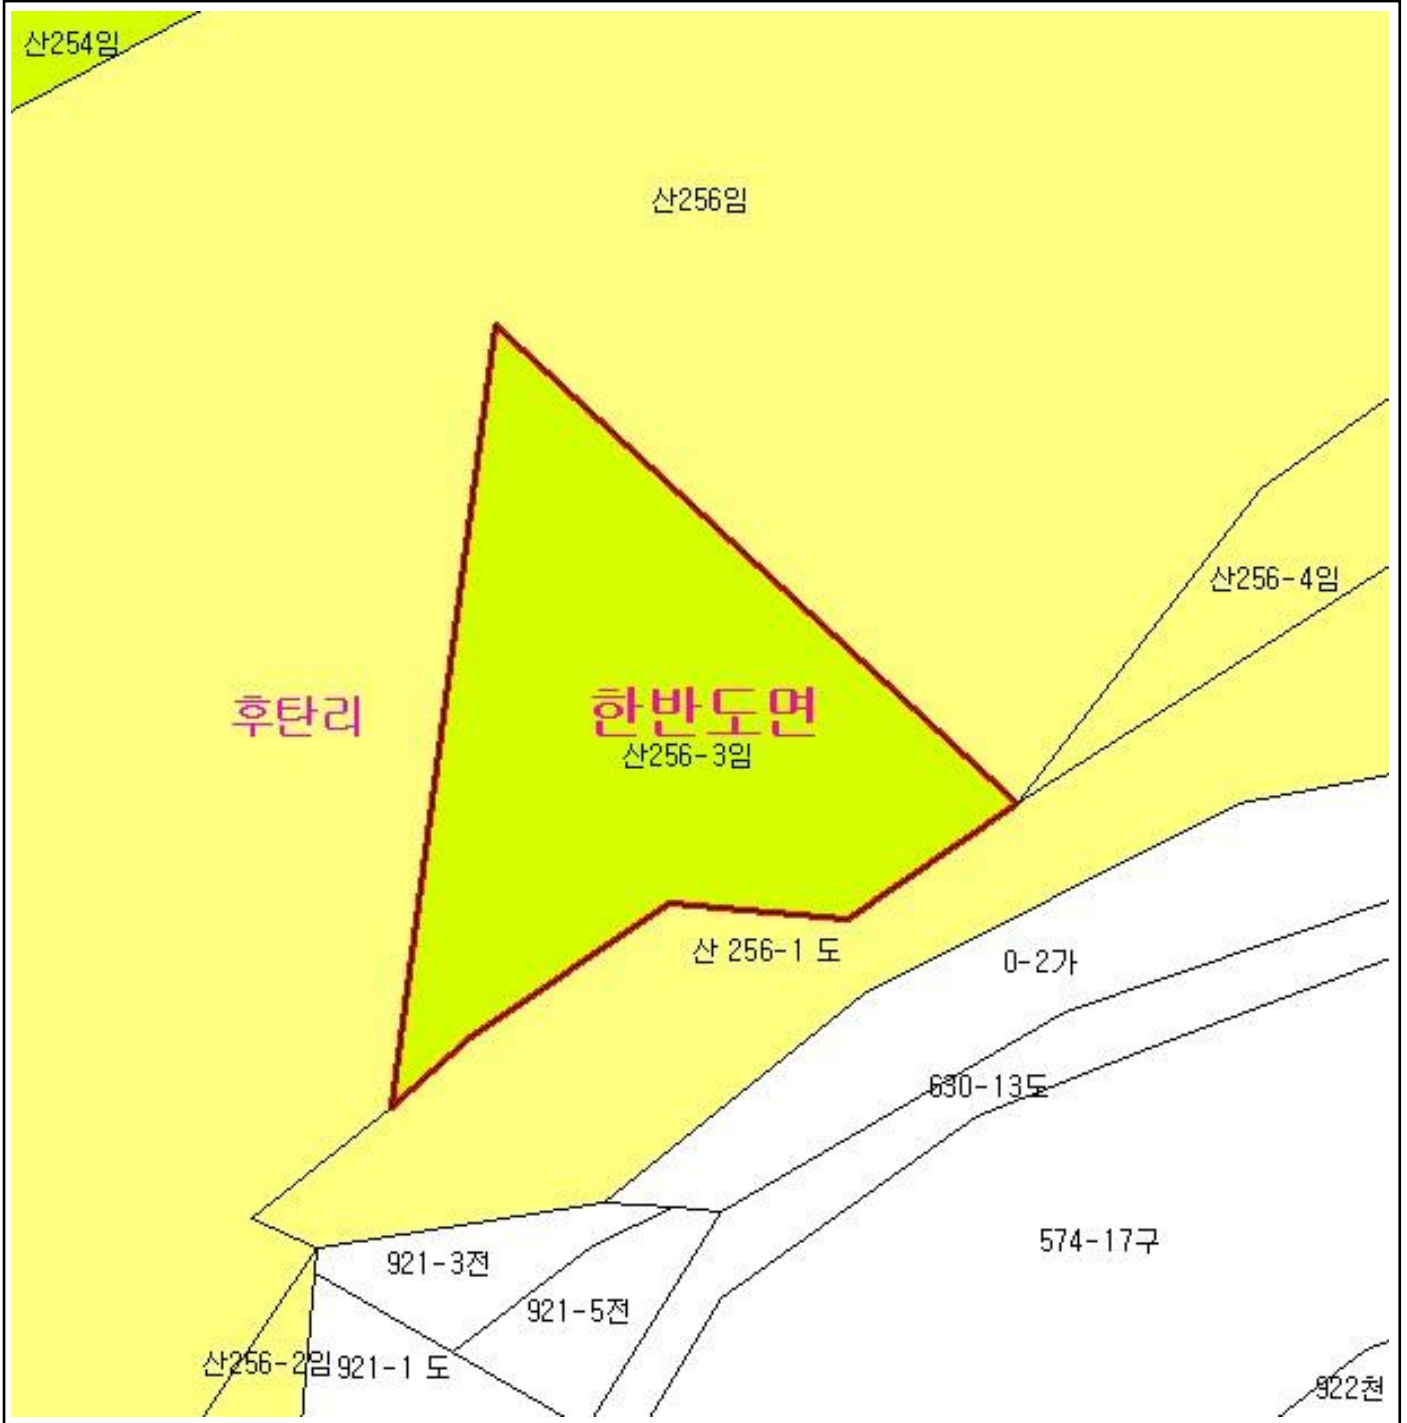 산254임
산256임
산256-4임
후탄리
한반도면
산256-3임
산 256-1 도
0-2가
630-13도
574-17구
921-3전
921-5전
산256-2임
921-1 도
922천